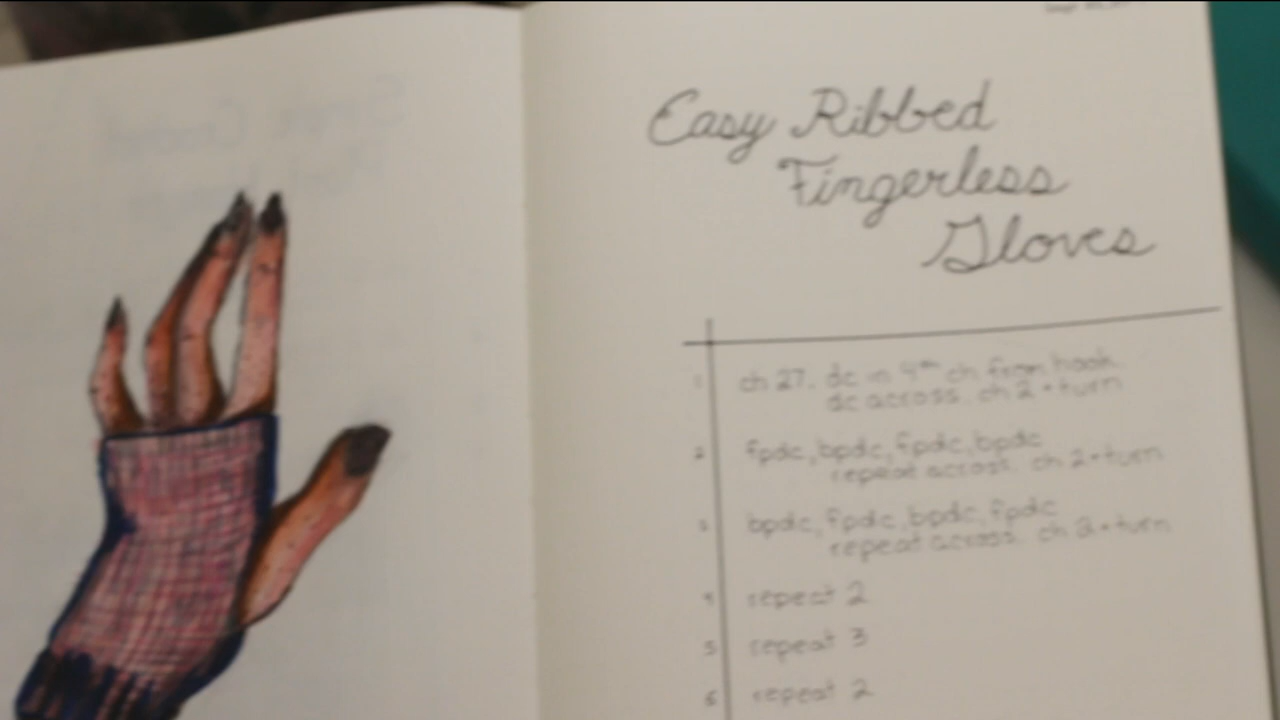 Easy Ribbed
Fingerless
Gloves
1 ch 27. dc in 4th ch from hook.
dc across. ch 2 + turn
2 fpdc, bpdc, fpdc, bpdc
repeat across. ch 2 + turn
3 bpdc, fpdc, bpdc, fpdc
repeat across. ch 2 + turn
4 repeat 2
5 repeat 3
6 repeat 2